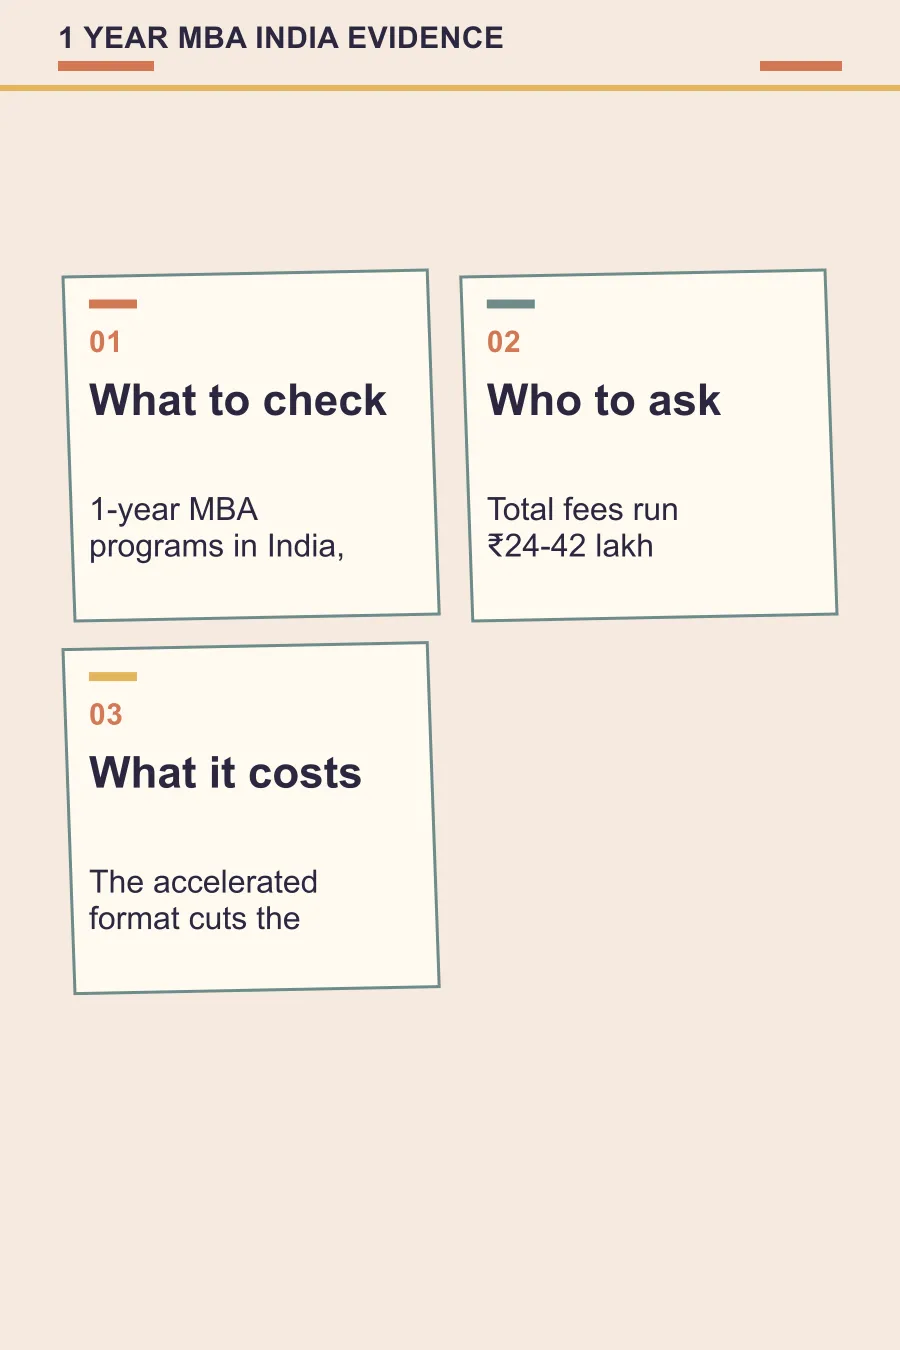 1 YEAR MBA INDIA EVIDENCE
01
What to check
1-year MBA
programs in India,
02
Who to ask
Total fees run
₹24-42 lakh
03
What it costs
The accelerated
format cuts the